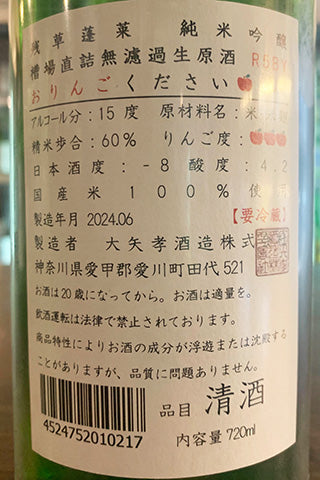 残草蓬莱 純米吟醸
槽場直詰無濾過生原酒 R5BY
おりんごください
アルコール分:15度 原材料名:米
精米歩合:60% りんご度:
日本酒度:-8 酸度:4.2
国産米100%使用
製造年月 2024.06 【要冷蔵】
製造者 大矢孝酒造株式
神奈川県愛甲郡愛川町田代521
お酒は20歳になってから。お酒は適量を。
飲酒運転は法律で禁止されております。
商品特性によりお酒の成分が浮遊または沈殿する
ことがありますが、品質に問題ありません。
4524752010217
品目 清酒
内容量 720ml